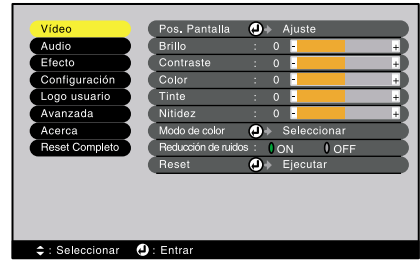 Vídeo
Audio
Efecto
Configuración
Logo usuario
Avanzada
Acerca
Reset Completo
Pos. Pantalla Ajuste
Brillo : 0 - +
Contraste : 0 - +
Color : 0 - +
Tinte : 0 - +
Nitidez : 0 - +
Modo de color Seleccionar
Reducción de ruidos : ON OFF
Reset Ejecutar
: Seleccionar : Entrar